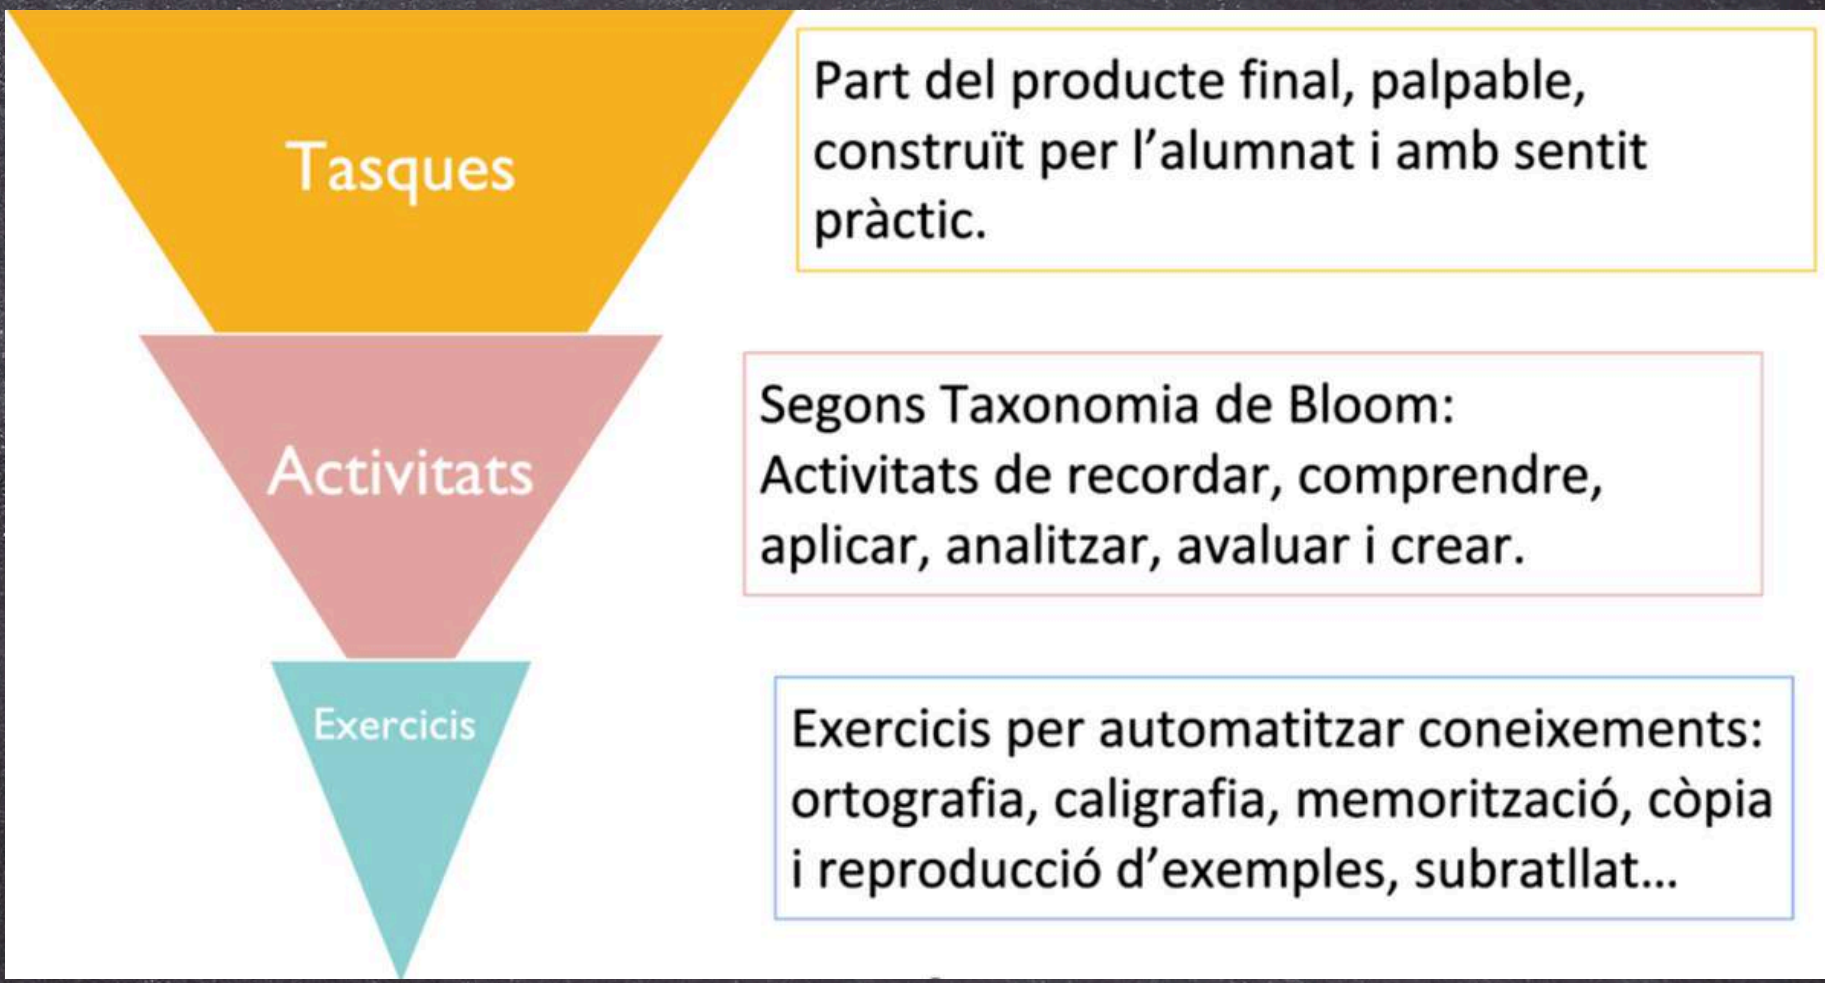 Tasques
Part del producte final, palpable,
construït per l’alumnat i amb sentit
pràctic.
Activitats
Segons Taxonomia de Bloom:
Activitats de recordar, comprendre,
aplicar, analitzar, avaluar i crear.
Exercicis
Exercicis per automatitzar coneixements:
ortografia, caligrafia, memorització, còpia
i reproducció d’exemples, subratllat...